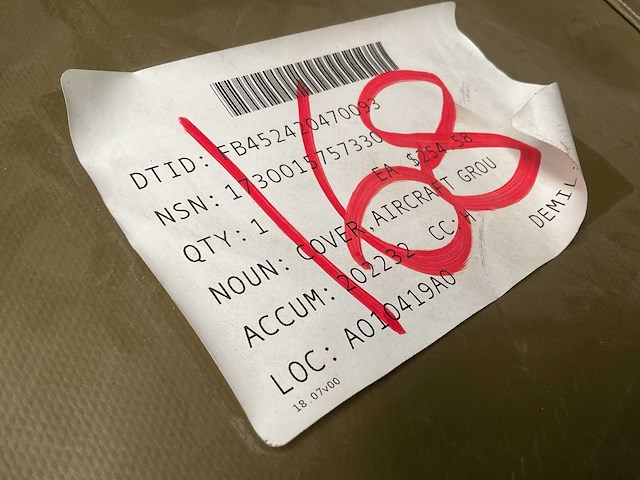 DTID: FB452420470093
NSN: 1730015757330
QTY: 1 EA $254.58
NOUN: COVER,AIRCRAFT GROU
ACCUM: 202232 CC: H DEMIL:
LOC: A010419A0
18.07v00
168